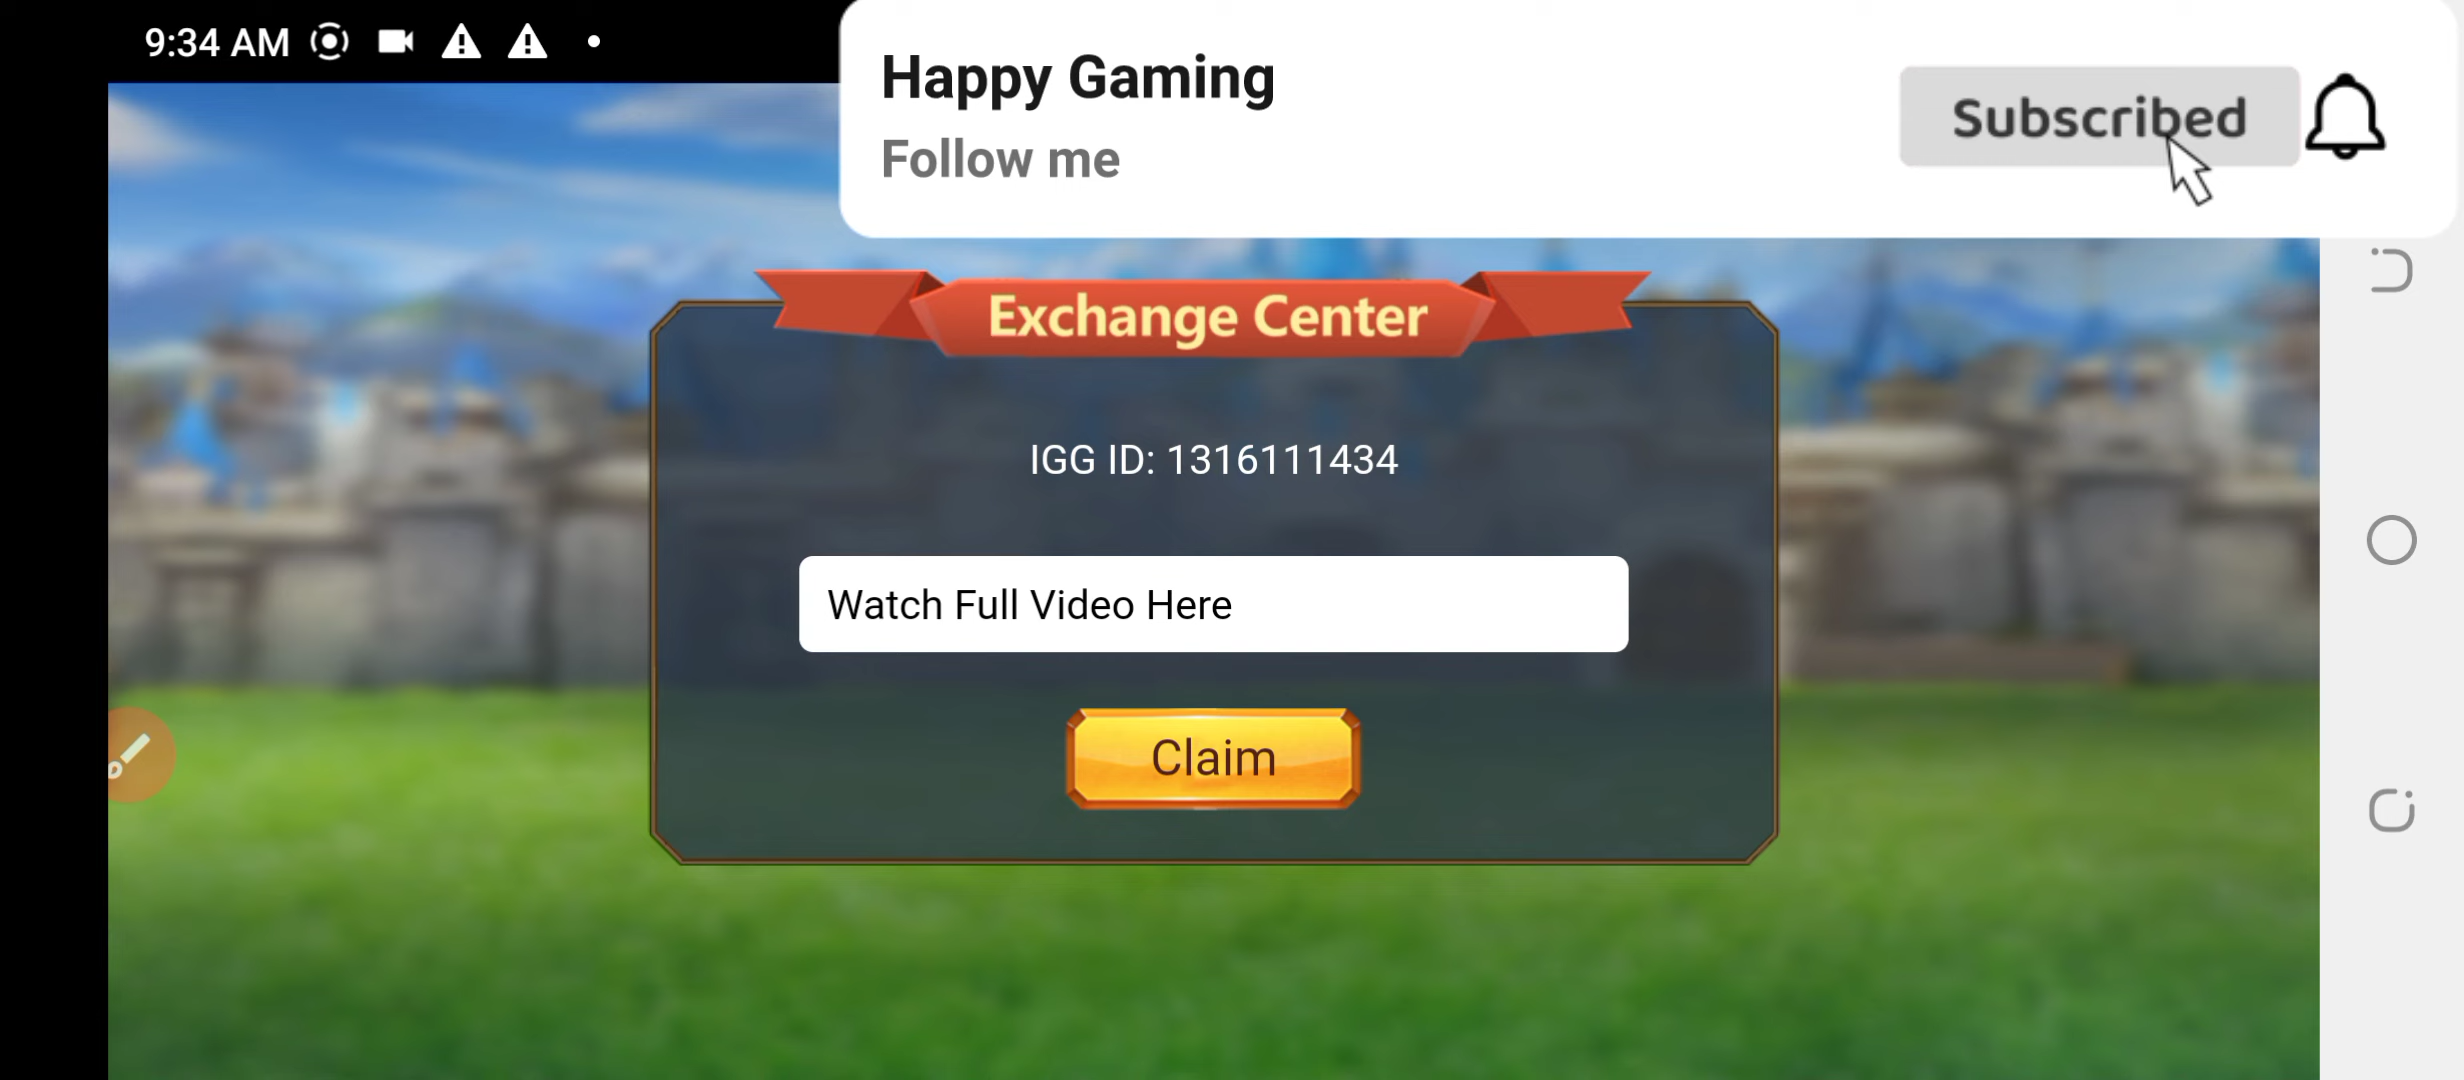 9:34 AM
Happy Gaming
Follow me
Subscribed
Exchange Center
IGG ID: 1316111434
Watch Full Video Here
Claim